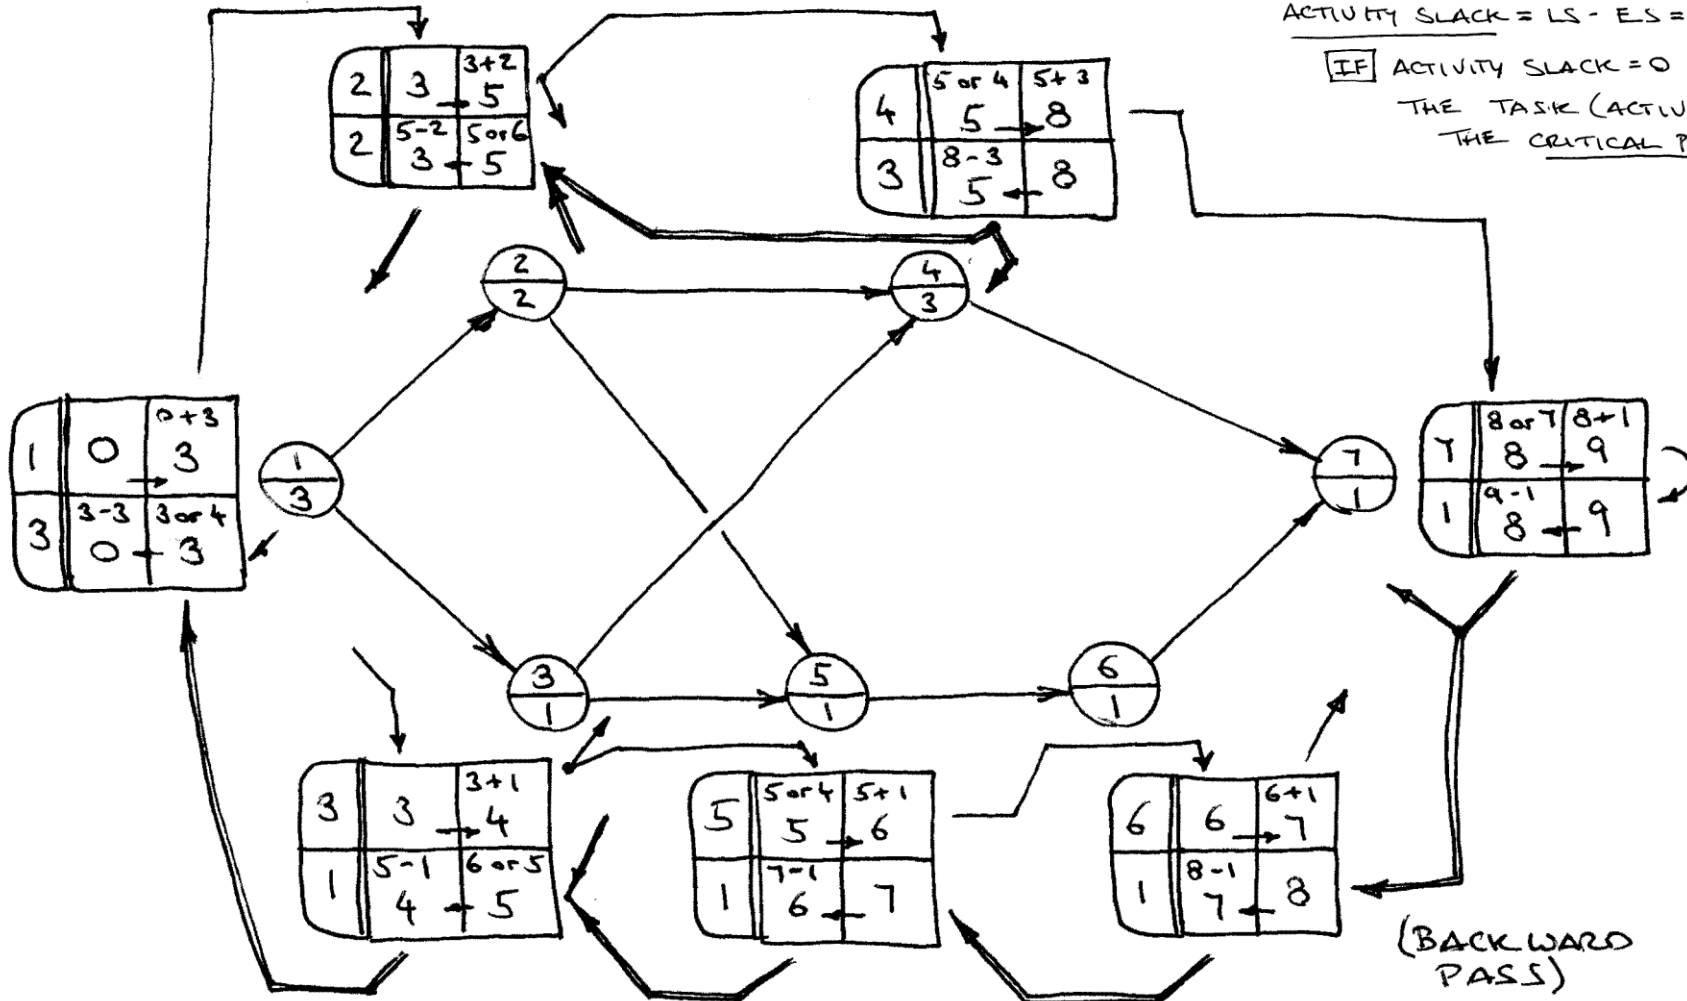 ACTIVITY SLACK = LS - ES =
IF ACTIVITY SLACK = 0
THE TASK (ACTIV
THE CRITICAL P
2 3 3+2
5
2 5-2 5 or 6
3 5
4 5 or 4 5+3
5 8
3 8-3
5 8
2
2
4
3
1 0 0+3
3
3 3-3 3 or 4
0 3
1
3
7
1
7 8 or 7 8+1
8 9
1 9-1
8 9
3
1
5
1
6
1
3 3 3+1
4
1 5-1 6 or 5
4 5
5 5 or 4 5+1
5 6
1 7-1
6 7
6 6 6+1
7
1 8-1
7 8
(BACKWARD
PASS)